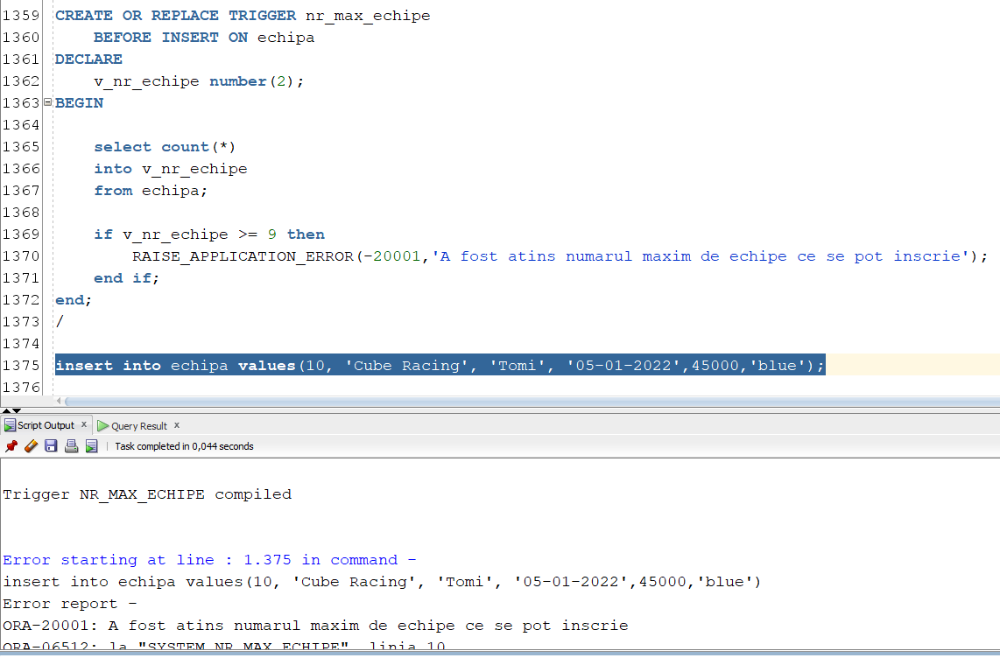 1359 CREATE OR REPLACE TRIGGER nr_max_echipe
1360 BEFORE INSERT ON echipa
1361 DECLARE
1362 v_nr_echipe number(2);
1363 BEGIN
1364
1365 select count(*)
1366 into v_nr_echipe
1367 from echipa;
1368
1369 if v_nr_echipe >= 9 then
1370 RAISE_APPLICATION_ERROR(-20001,'A fost atins numarul maxim de echipe ce se pot inscrie');
1371 end if;
1372 end;
1373 /
1374
1375 insert into echipa values(10, 'Cube Racing', 'Tomi', '05-01-2022',45000,'blue');
1376
Script Output x Query Result x
Task completed in 0,044 seconds
Trigger NR_MAX_ECHIPE compiled
Error starting at line : 1.375 in command -
insert into echipa values(10, 'Cube Racing', 'Tomi', '05-01-2022',45000,'blue')
Error report -
ORA-20001: A fost atins numarul maxim de echipe ce se pot inscrie
ORA-06512: la "SYSTEM.NR_MAX_ECHIPE", linia 10